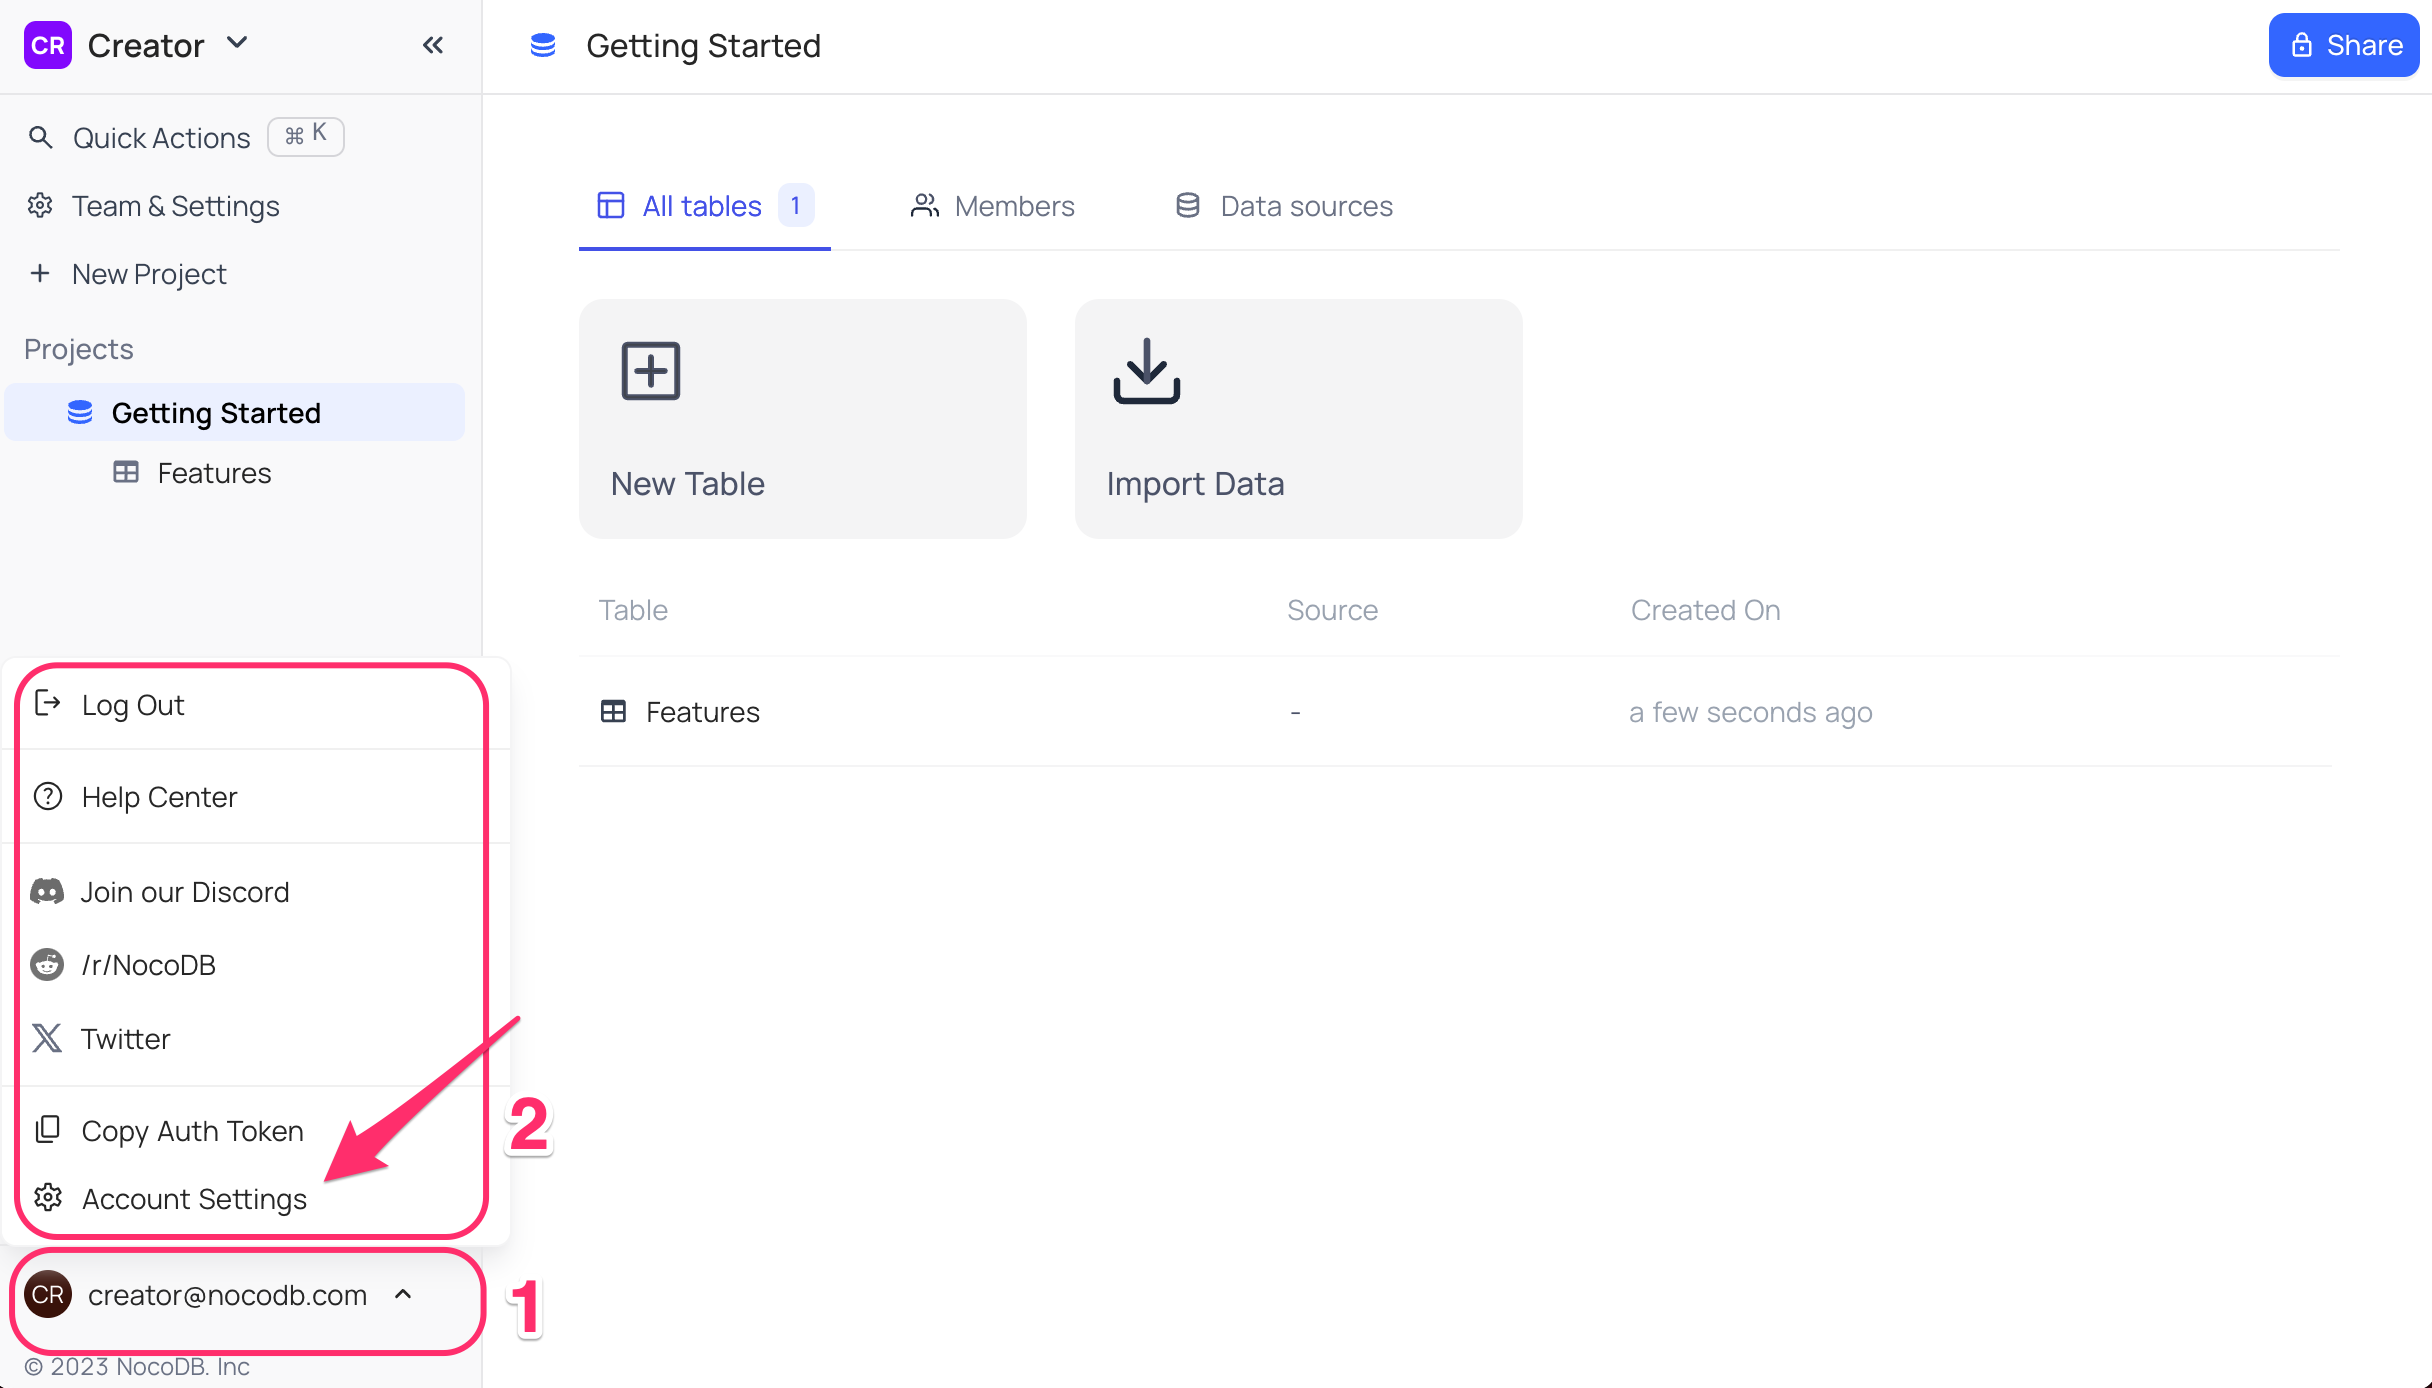 CR Creator
Quick Actions ⌘ K
Team & Settings
+ New Project
Projects
Getting Started
Features
Log Out
Help Center
Join our Discord
/r/NocoDB
Twitter
Copy Auth Token
Account Settings
2
CR creator@nocodb.com
1
© 2023 NocoDB. Inc
Getting Started
Share
All tables 1 Members Data sources
New Table Import Data
Table Source Created On
Features - a few seconds ago